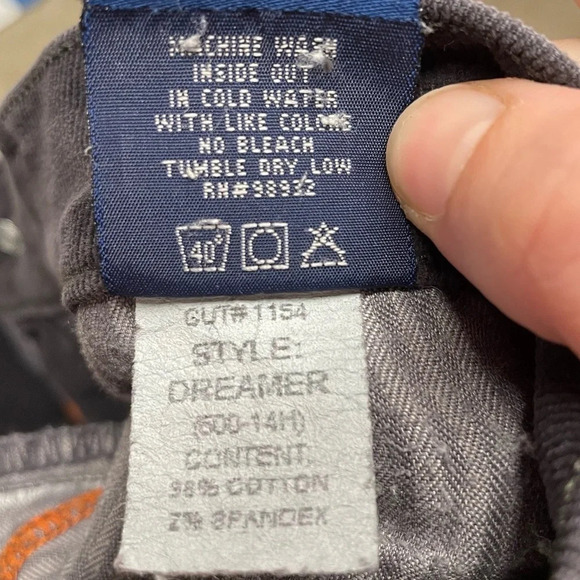 MACHINE WASH
INSIDE OUT
IN COLD WATER
WITH LIKE COLORS
NO BLEACH
TUMBLE DRY LOW
RN#98932
40°
CUT# 1154
STYLE:
DREAMER
(600-14H)
CONTENT:
98% COTTON
2% SPANDEX